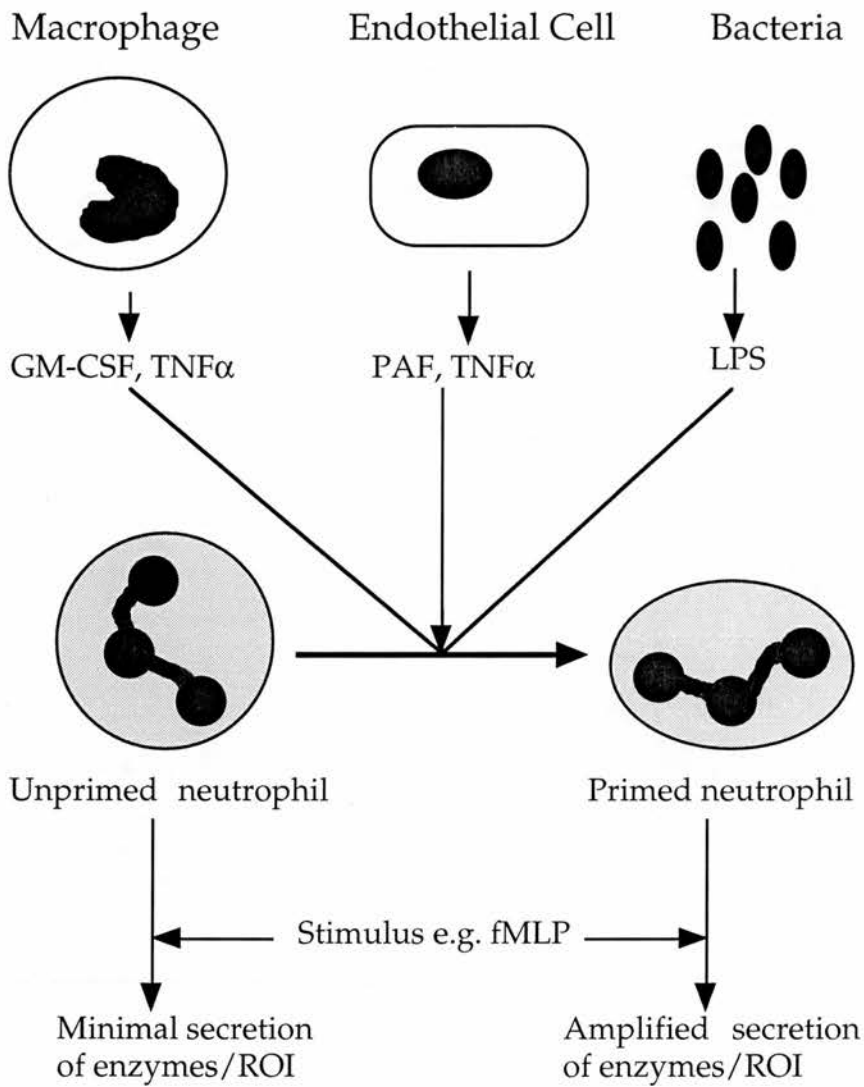 Macrophage
Endothelial Cell
Bacteria
GM-CSF, TNFα
PAF, TNFα
LPS
Unprimed neutrophil
Primed neutrophil
Stimulus e.g. fMLP
Minimal secretion
of enzymes/ROI
Amplified secretion
of enzymes/ROI